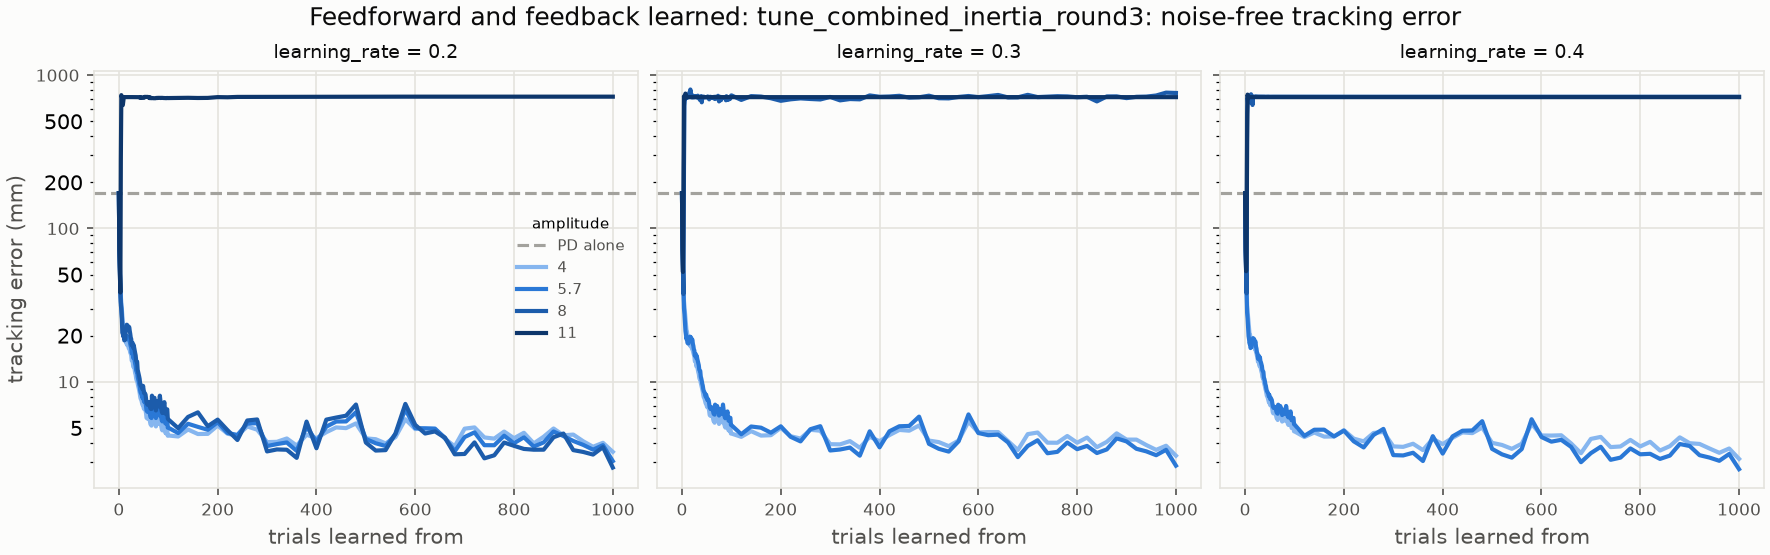 Feedforward and feedback learned: tune_combined_inertia_round3: noise-free tracking error
learning_rate = 0.2
learning_rate = 0.3
learning_rate = 0.4
tracking error (mm)
1000
500
200
100
50
20
10
5
amplitude
PD alone
4
5.7
8
11
0 200 400 600 800 1000
0 200 400 600 800 1000
0 200 400 600 800 1000
trials learned from
trials learned from
trials learned from